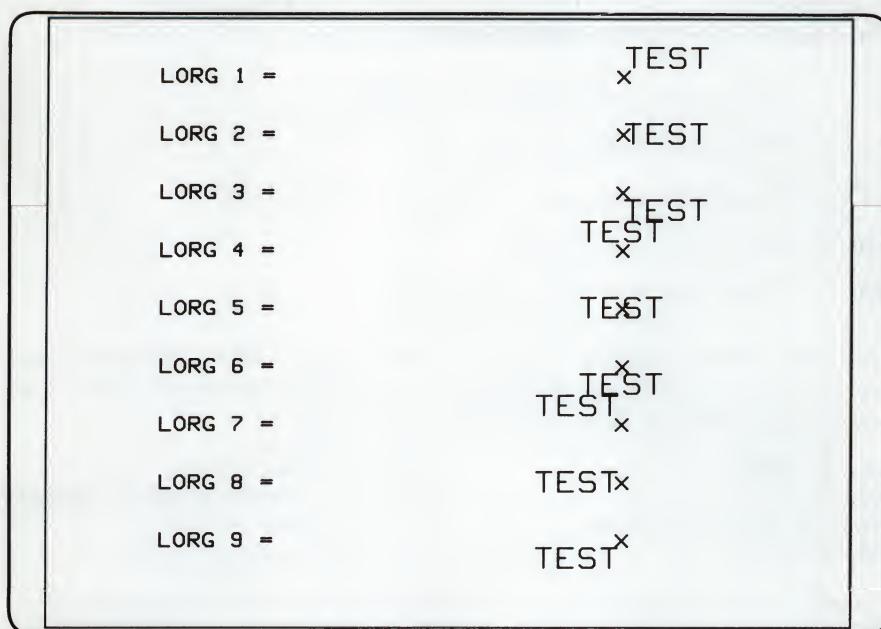 LORG 1 = TEST
LORG 2 = TEST
LORG 3 = TEST
LORG 4 = TEST
LORG 5 = TEST
LORG 6 = TEST
LORG 7 = TEST
LORG 8 = TEST
LORG 9 = TEST